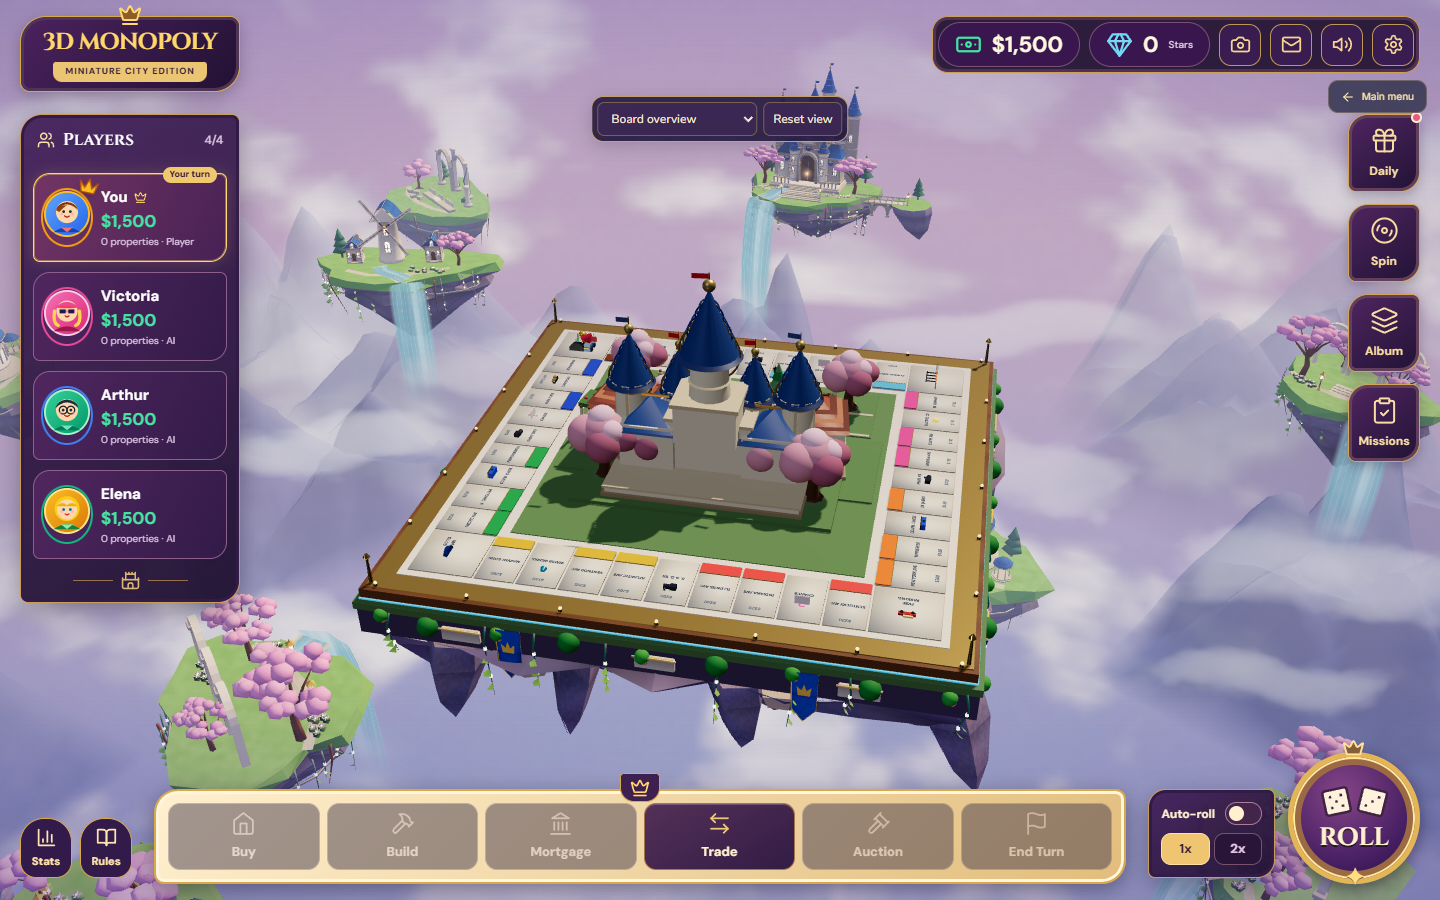 3D MONOPOLY
MINIATURE CITY EDITION
$1,500
0 Stars
Main menu
Board overview
Reset view
PLAYERS 4/4
Your turn
You
$1,500
0 properties · Player
Victoria
$1,500
0 properties · AI
Arthur
$1,500
0 properties · AI
Elena
$1,500
0 properties · AI
Daily
Spin
Album
Missions
Stats
Rules
Buy
Build
Mortgage
Trade
Auction
End Turn
Auto-roll
1x
2x
ROLL